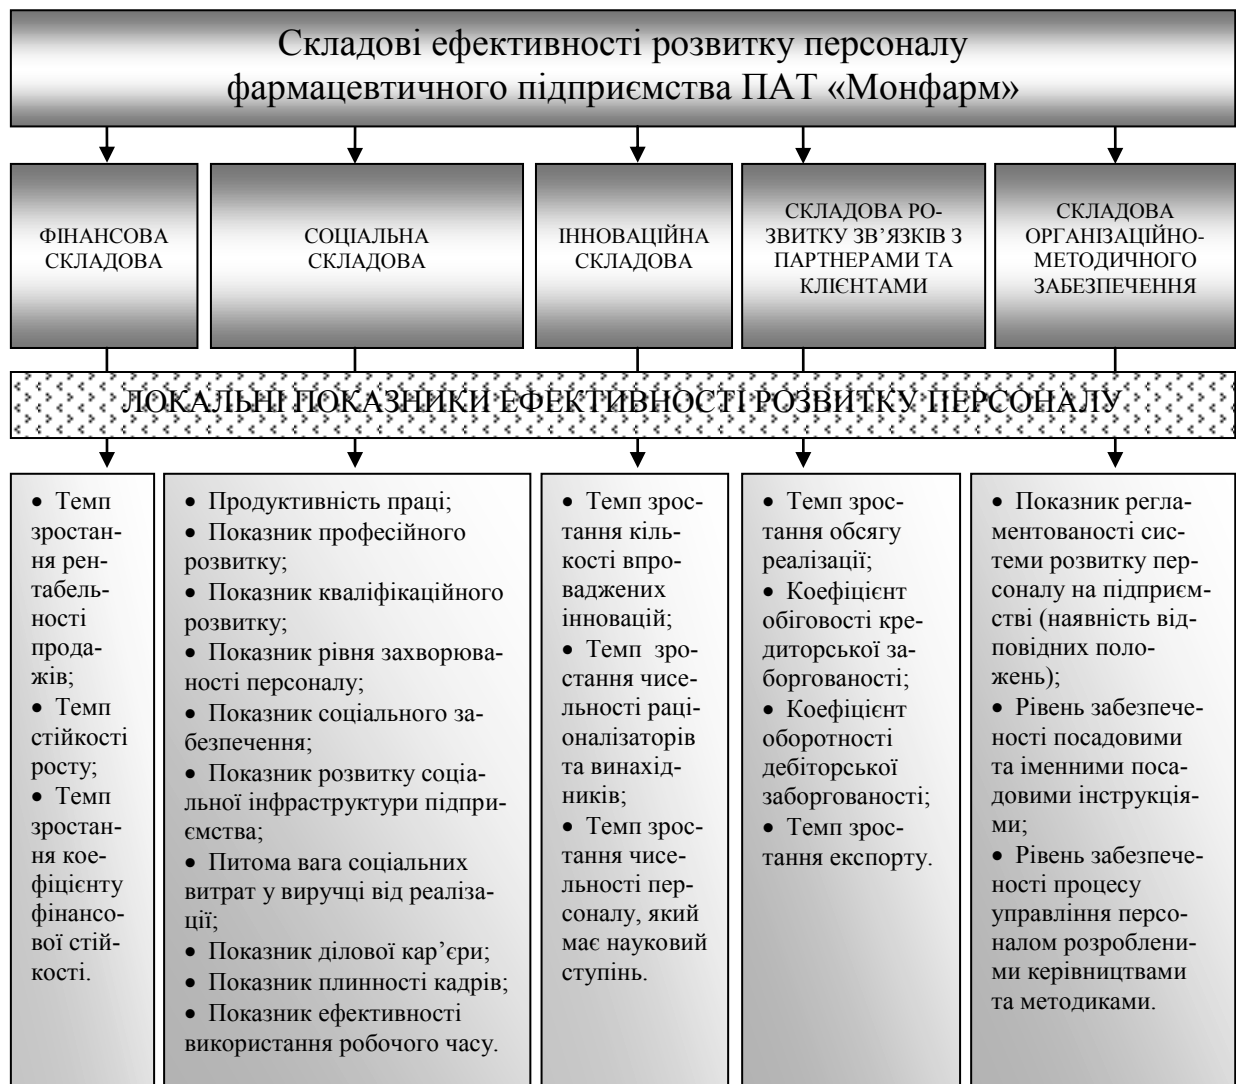 Складові ефективності розвитку персоналу
фармацевтичного підприємства ПАТ «Монфарм»
ФІНАНСОВА
СКЛАДОВА
СОЦІАЛЬНА
СКЛАДОВА
ІННОВАЦІЙНА
СКЛАДОВА
СКЛАДОВА РО-
ЗВИТКУ ЗВ’ЯЗКІВ З
ПАРТНЕРАМИ ТА
КЛІЄНТАМИ
СКЛАДОВА
ОРГАНІЗАЦІЙНО-
МЕТОДИЧНОГО
ЗАБЕЗПЕЧЕННЯ
ЛОКАЛЬНІ ПОКАЗНИКИ ЕФЕКТИВНОСТІ РОЗВИТКУ ПЕРСОНАЛУ
• Темп
зростан-
ня рен-
табель-
ності
прода-
жів;
• Темп
стійкості
росту;
• Темп
зростан-
ня кое-
фіцієнту
фінансо-
вої стій-
кості.
• Продуктивність праці;
• Показник професійного
розвитку;
• Показник кваліфікаційного
розвитку;
• Показник рівня захворюва-
ності персоналу;
• Показник соціального за-
безпечення;
• Показник розвитку соціа-
льної інфраструктури підпри-
ємства;
• Питома вага соціальних
витрат у виручці від реаліза-
ції;
• Показник ділової кар’єри;
• Показник плинності кадрів;
• Показник ефективності
використання робочого часу.
• Темп зрос-
тання кіль-
кості впро-
ваджених
інновацій;
• Темп зро-
стання чисе-
льності раці-
оналізаторів
та винахід-
ників;
• Темп зрос-
тання чисе-
льності пер-
соналу, який
має науковий
ступінь.
• Темп зрос-
тання обсягу
реалізації;
• Коефіцієнт
обіговості кре-
диторської за-
боргованості;
• Коефіцієнт
оборотності
дебіторської
заборгованості;
• Темп зрос-
тання експорту.
• Показник регла-
ментованості сис-
теми розвитку пер-
соналу на підприєм-
стві (наявність від-
повідних поло-
жень);
• Рівень забезпече-
ності посадовими
та іменними поса-
довими інструкція-
ми;
• Рівень забезпече-
ності процесу
управління персо-
налом розроблени-
ми керівництвами
та методиками.